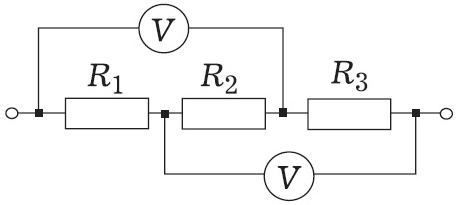 V
R₁ R₂ R₃
V